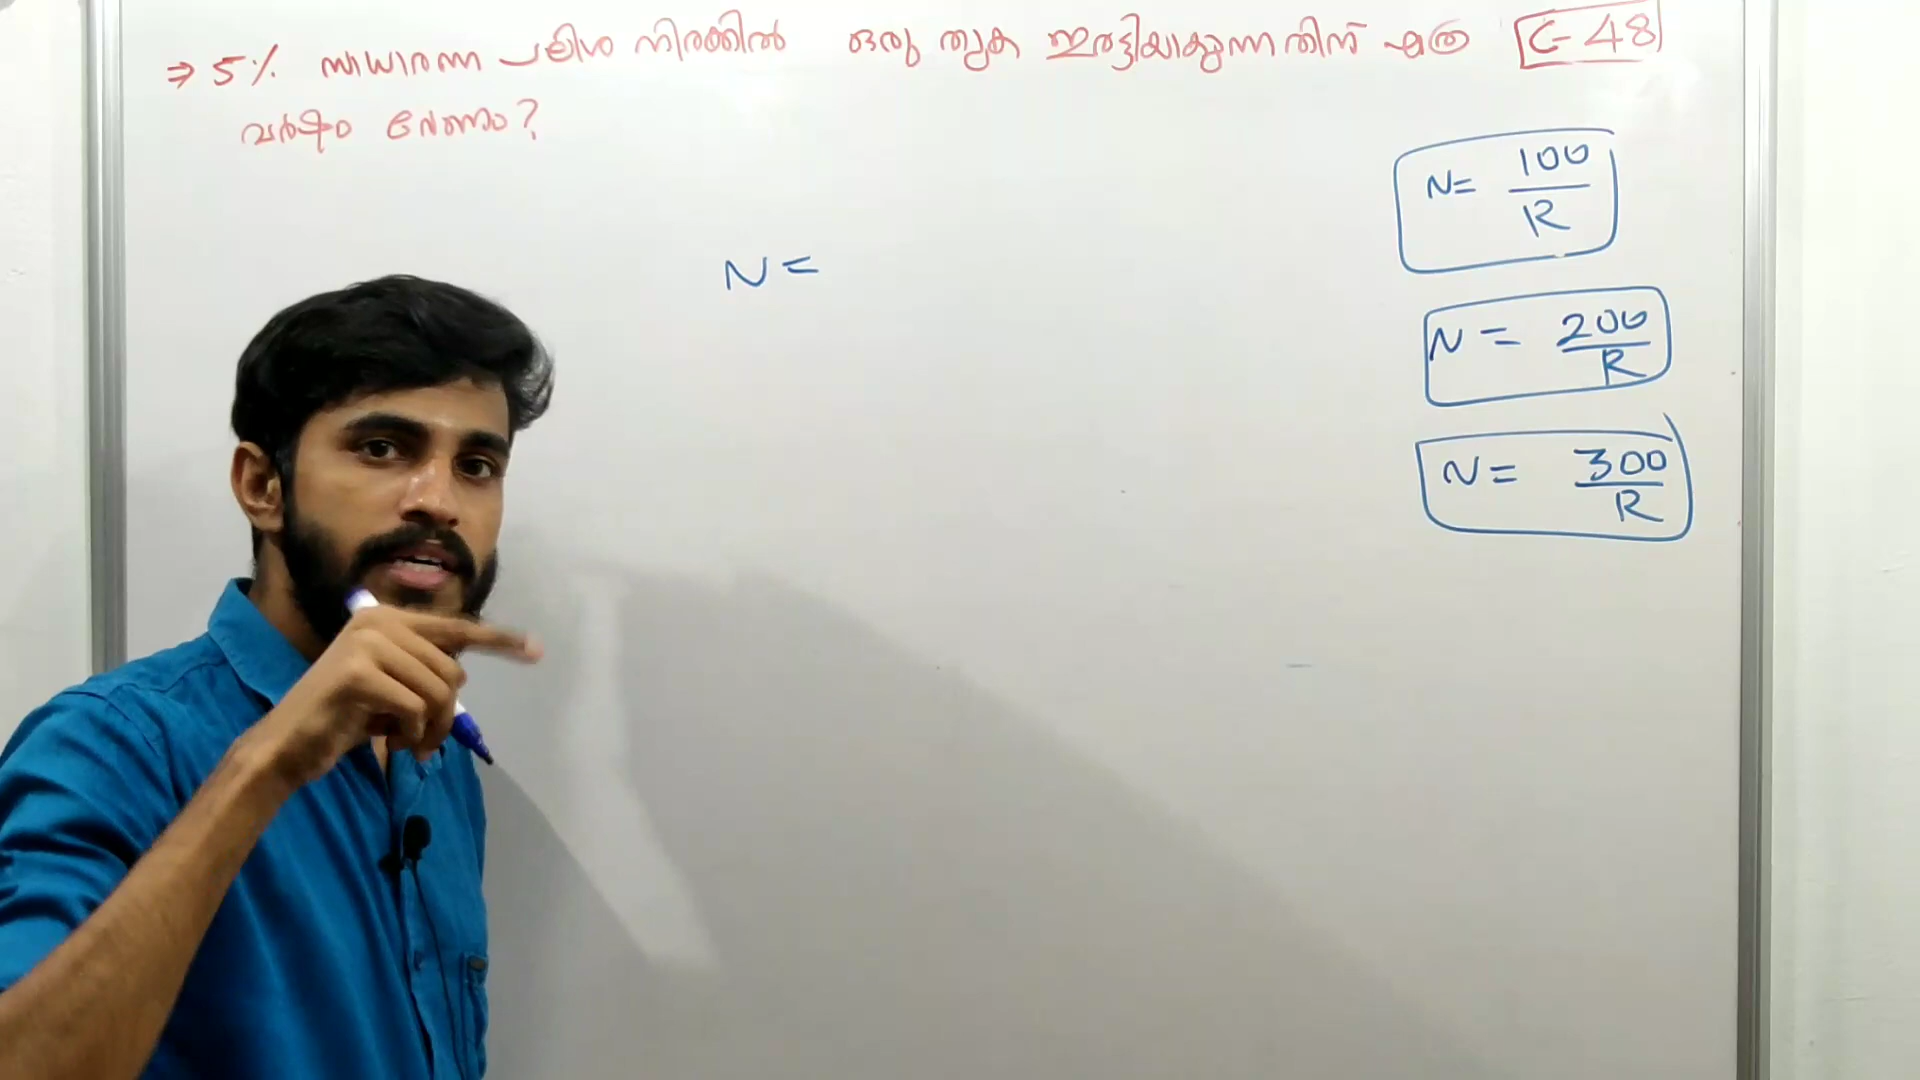 ⇒ 5% സാധാരണ പലിശ നിരക്കിൽ ഒരു തുക ഇരട്ടിയാകുന്നതിന് എത്ര C-48
വർഷം വേണം?
N = 100/R
N =
N = 200/R
N = 300/R